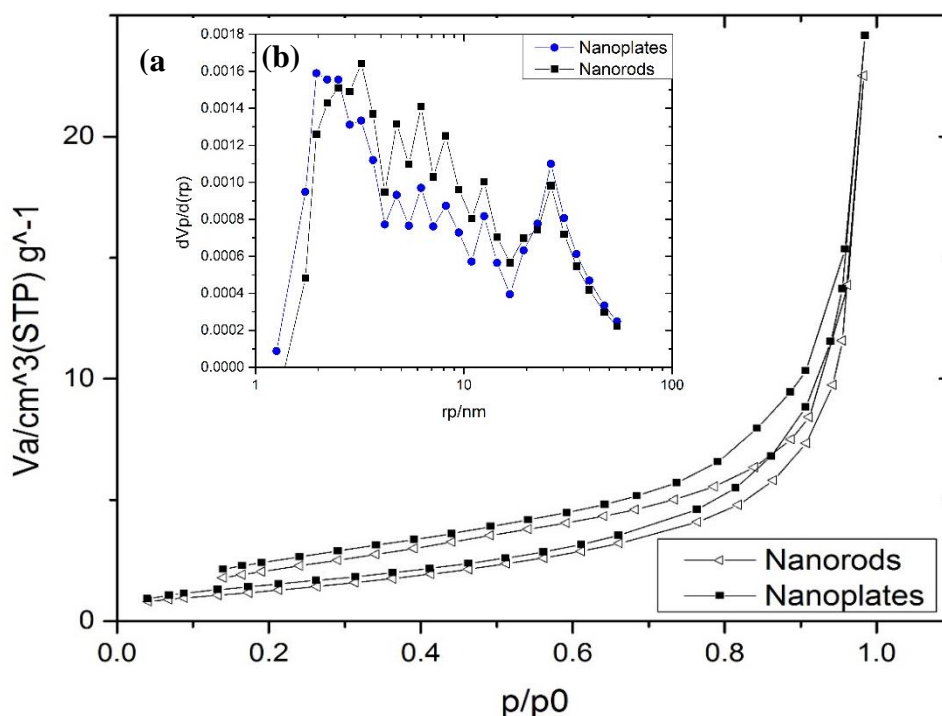 (a
(b)
Nanoplates
Nanorods
0.0018
0.0016
0.0014
0.0012
0.0010
0.0008
0.0006
0.0004
0.0002
0.0000
dVp/d(rp)
1
10
100
rp/nm
20
10
0
Va/cm^3(STP) g^-1
Nanorods
Nanoplates
0.0
0.2
0.4
0.6
0.8
1.0
p/p0